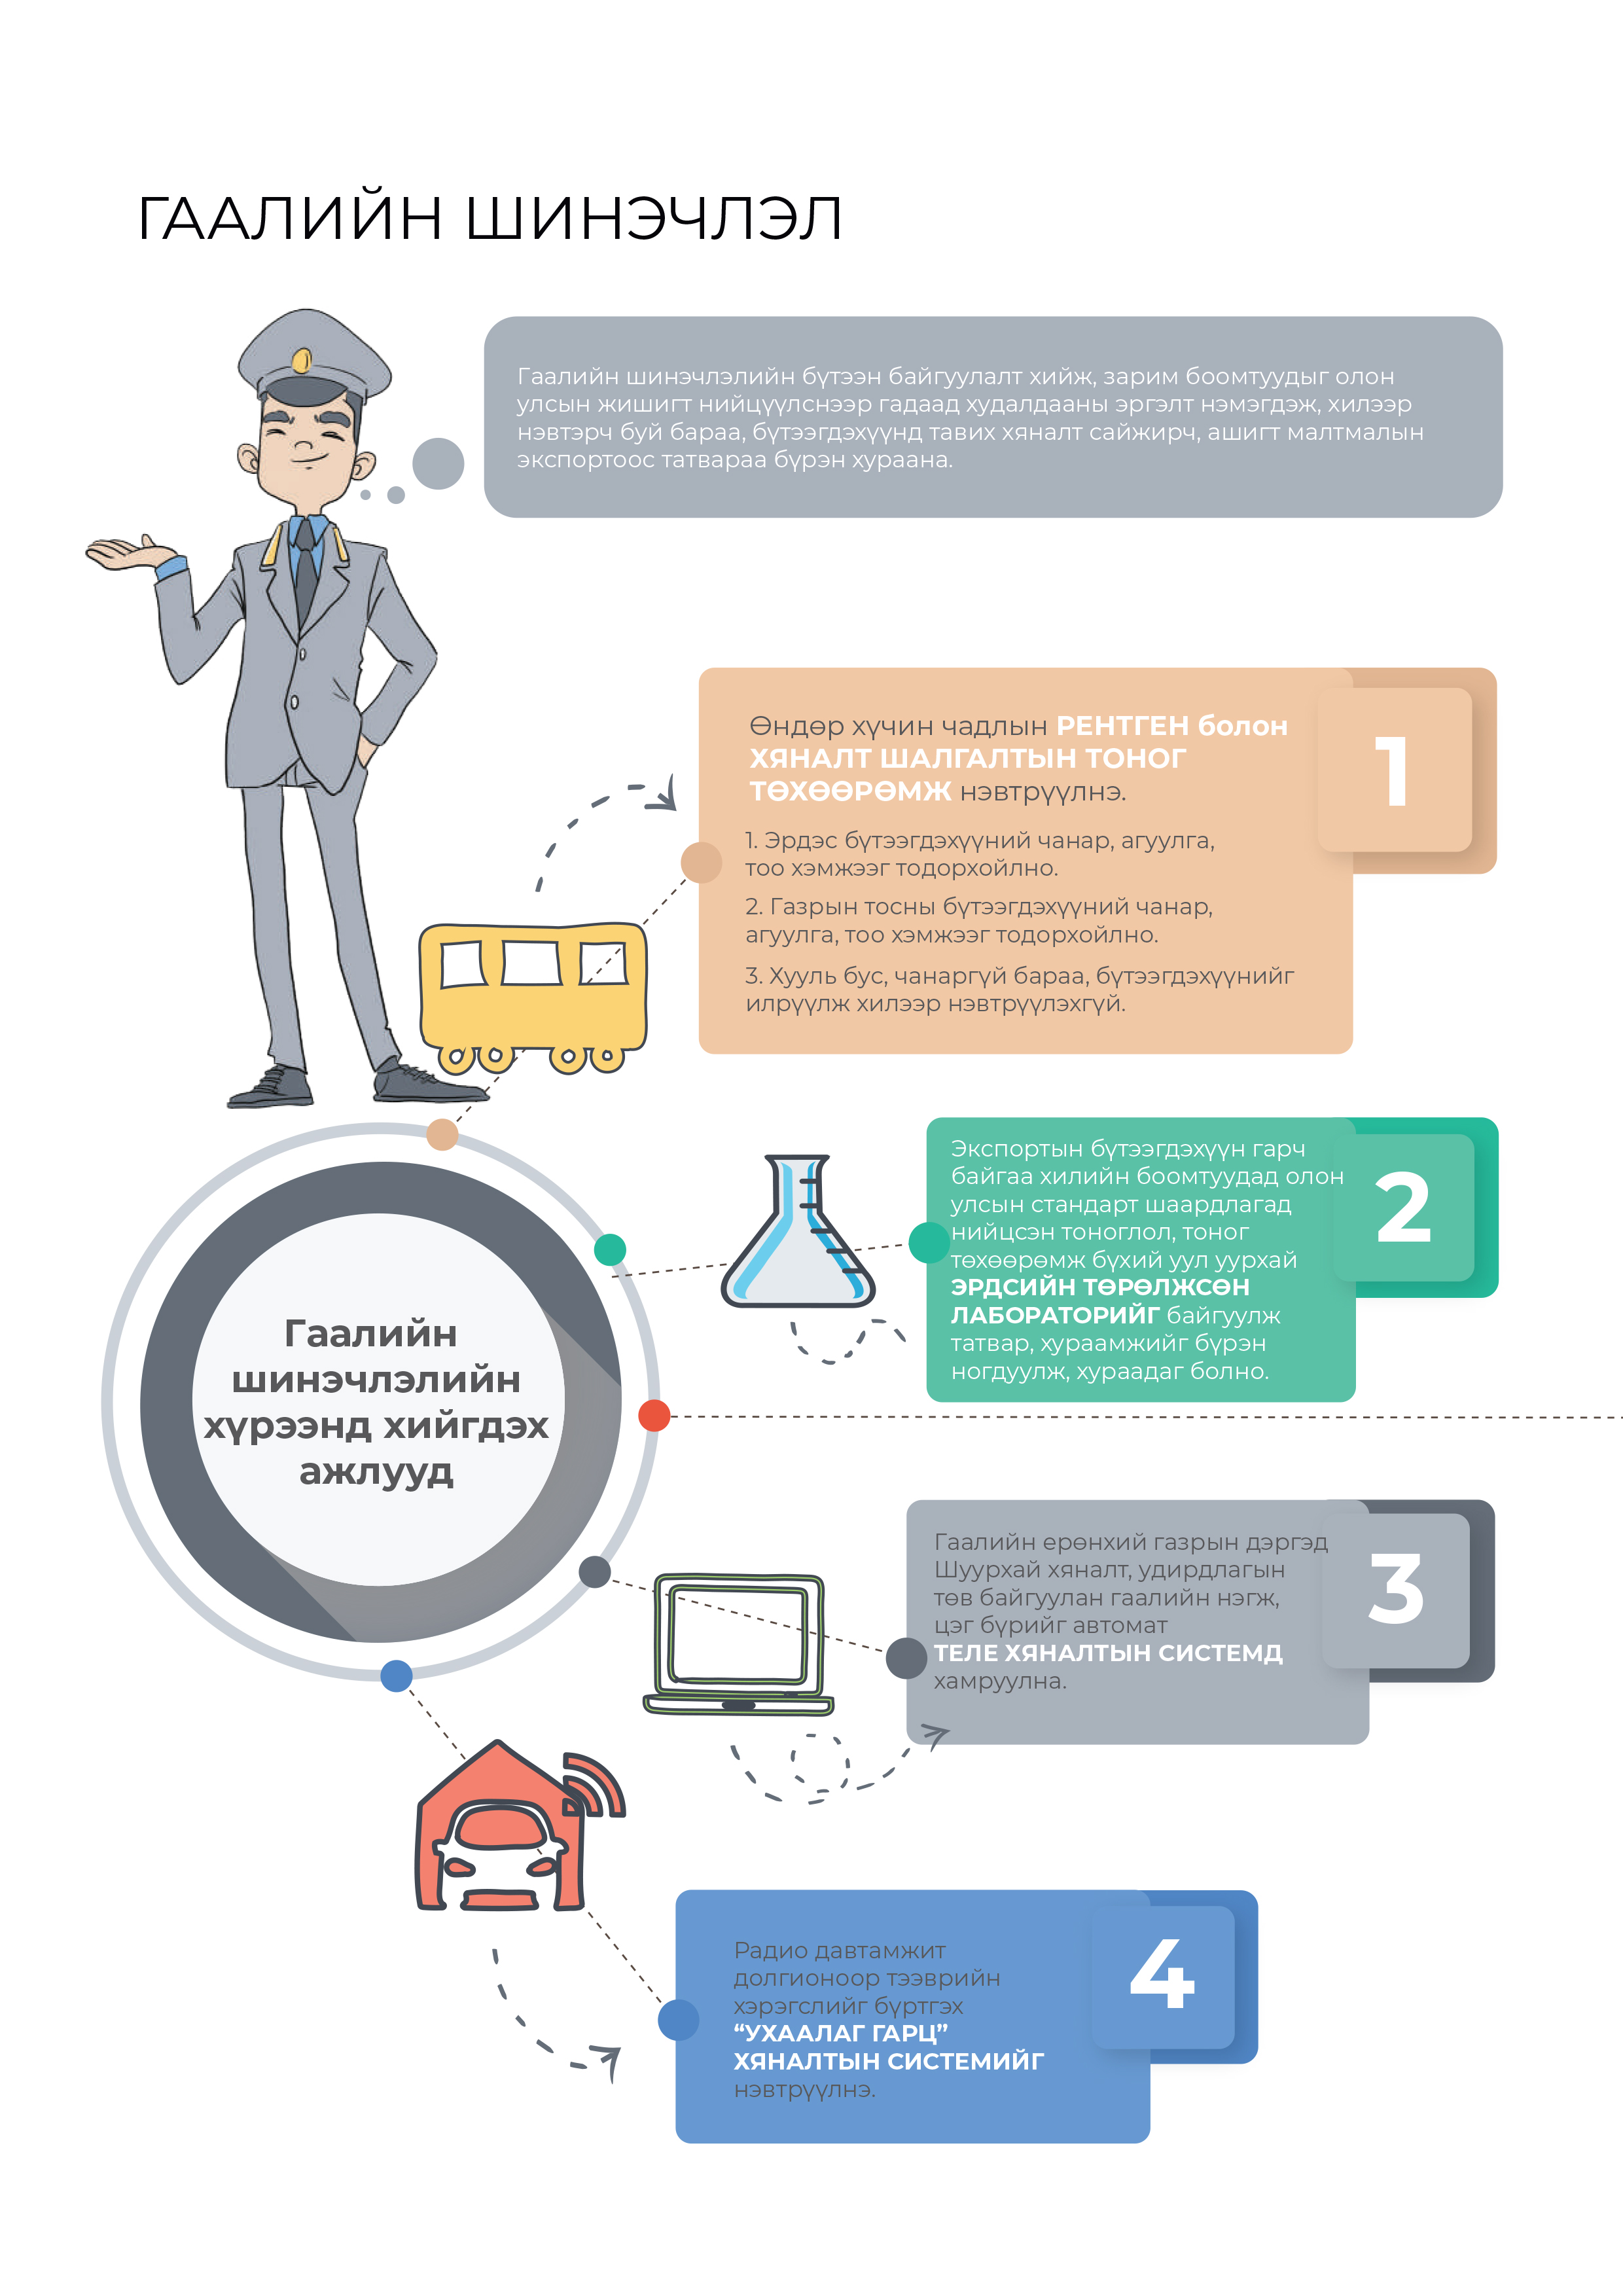 ГААЛИЙН ШИНЭЧЛЭЛ
Гаалийн шинэчлэлийн бүтээн байгуулалт хийж, зарим боомтуудыг олон
улсын жишигт нийцүүлснээр гадаад худалдааны эргэлт нэмэгдэж, хилээр
нэвтэрч буй бараа, бүтээгдэхүүнд тавих хяналт сайжирч, ашигт малтмалын
экспортоос татвараа бүрэн хураана.
Өндөр хүчин чадлын РЕНТГЕН болон
ХЯНАЛТ ШАЛГАЛТЫН ТОНОГ
ТӨХӨӨРӨМЖ нэвтрүүлнэ.
1
1. Эрдэс бүтээгдэхүүний чанар, агуулга,
тоо хэмжээг тодорхойлно.
2. Газрын тосны бүтээгдэхүүний чанар,
агуулга, тоо хэмжээг тодорхойлно.
3. Хууль бус, чанаргүй бараа, бүтээгдэхүүнийг
илрүүлж хилээр нэвтрүүлэхгүй.
Экспортын бүтээгдэхүүн гарч
байгаа хилийн боомтуудад олон
улсын стандарт шаардлагад
нийцсэн тоноглол, тоног
төхөөрөмж бүхий уул уурхай
ЭРДСИЙН ТӨРӨЛЖСӨН
ЛАБОРАТОРИЙГ байгуулж
татвар, хураамжийг бүрэн
ногдуулж, хураадаг болно.
2
Гаалийн
шинэчлэлийн
хүрээнд хийгдэх
ажлууд
Гаалийн ерөнхий газрын дэргэд
Шуурхай хяналт, удирдлагын
төв байгуулан гаалийн нэгж,
цэг бүрийг автомат
ТЕЛЕ ХЯНАЛТЫН СИСТЕМД
хамруулна.
3
Радио давтамжит
долгионоор тээврийн
хэрэгслийг бүртгэх
“УХААЛАГ ГАРЦ”
ХЯНАЛТЫН СИСТЕМИЙГ
нэвтрүүлнэ.
4